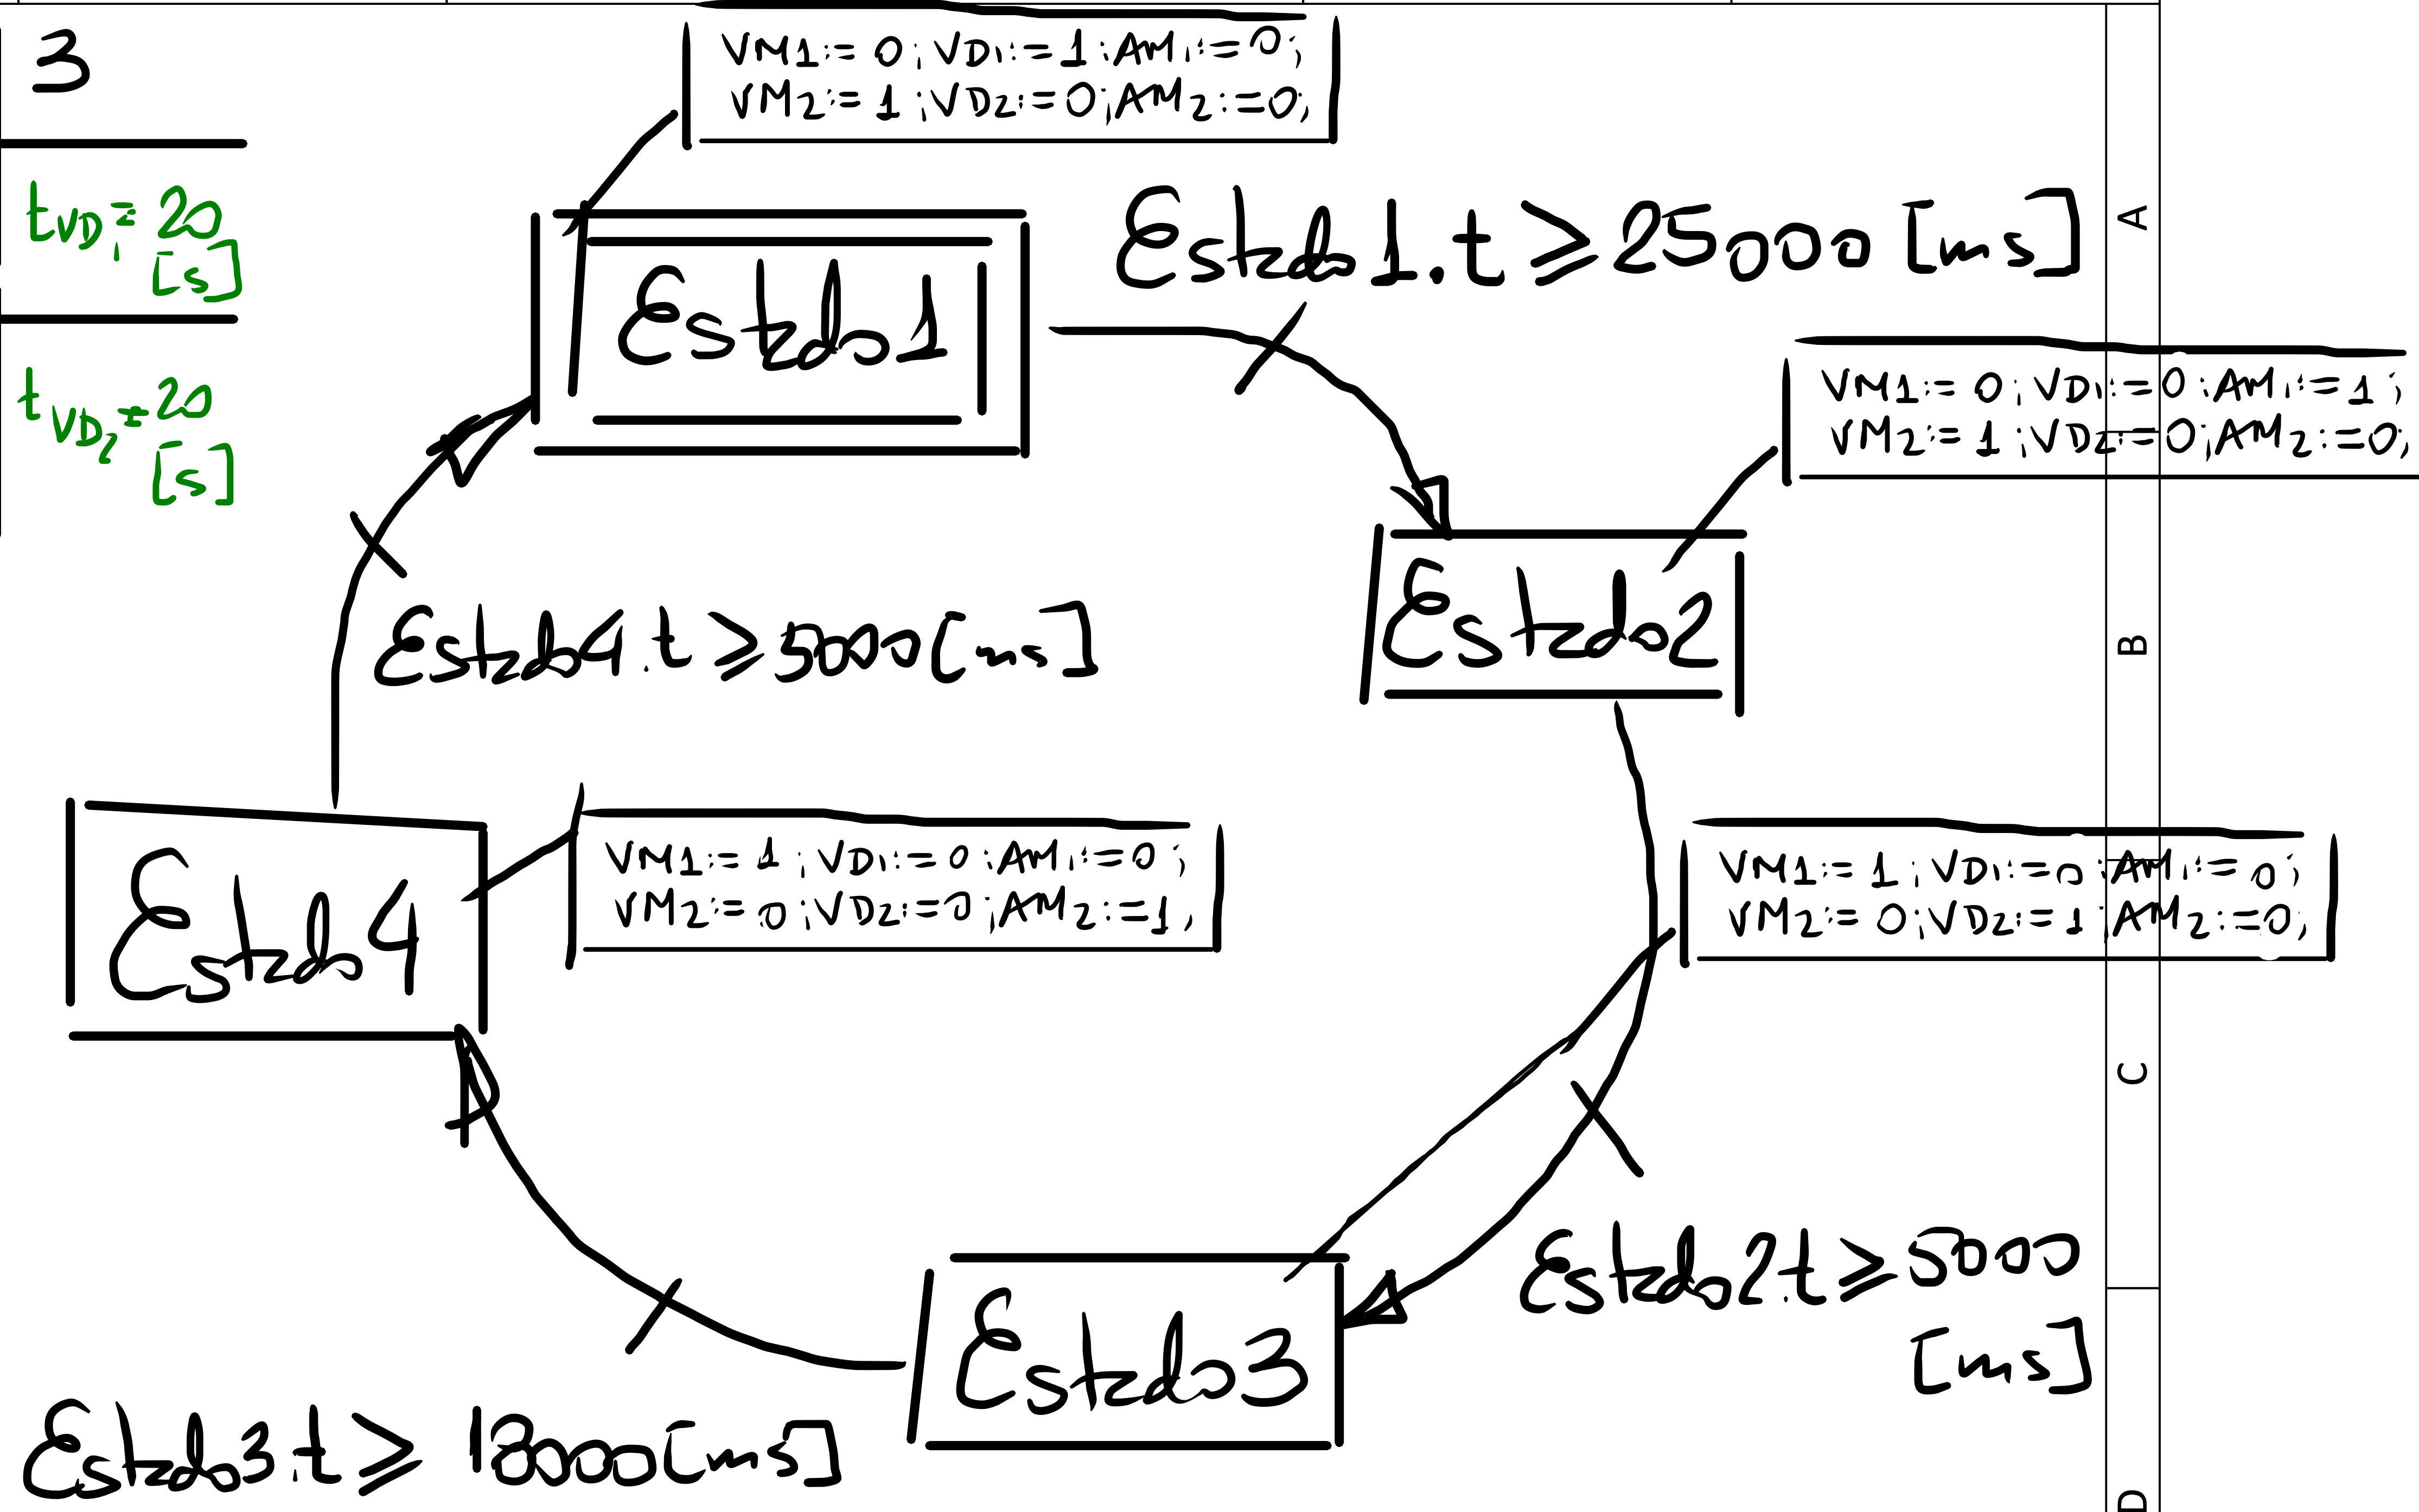 3
VM1:=0;VD1:=1;AM1:=0;
VM2:=1;VD2:=0;AM2:=0;
tVD1=20
[s]
tVD2=20
[s]
Estado1
Estado1.t≥25000[ms]
A
VM1:=0;VD1:=0;AM1:=1;
VM2:=1;VD2:=0;AM2:=0;
Estado4.t≥5000[ms]
Estado2
B
Estado4
VM1:=1;VD1:=0;AM1:=0;
VM2:=0;VD2:=0;AM2:=1;
VM1:=1;VD1:=0;AM1:=0;
VM2:=0;VD2:=1;AM2:=0;
C
Estado3
Estado2.t≥5000
[ms]
Estado3.t≥18000[ms]
D